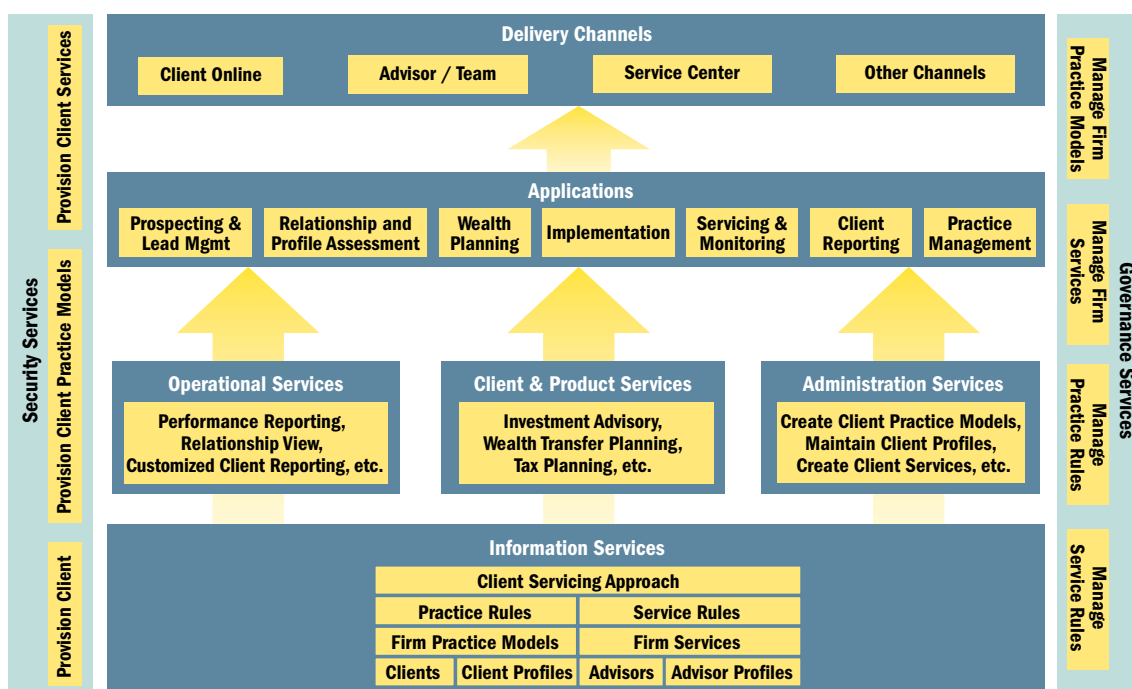 Security Services
Provision Client Services
Provision Client Practice Models
Provision Client
Delivery Channels
Client Online
Advisor / Team
Service Center
Other Channels
Applications
Prospecting &
Lead Mgmt
Relationship and
Profile Assessment
Wealth
Planning
Implementation
Servicing &
Monitoring
Client
Reporting
Practice
Management
Operational Services
Performance Reporting,
Relationship View,
Customized Client Reporting, etc.
Client & Product Services
Investment Advisory,
Wealth Transfer Planning,
Tax Planning, etc.
Administration Services
Create Client Practice Models,
Maintain Client Profiles,
Create Client Services, etc.
Information Services
Client Servicing Approach
Practice Rules
Service Rules
Firm Practice Models
Firm Services
Clients
Client Profiles
Advisors
Advisor Profiles
Manage Firm
Practice Models
Manage Firm
Services
Manage
Practice Rules
Manage
Service Rules
Governance Services